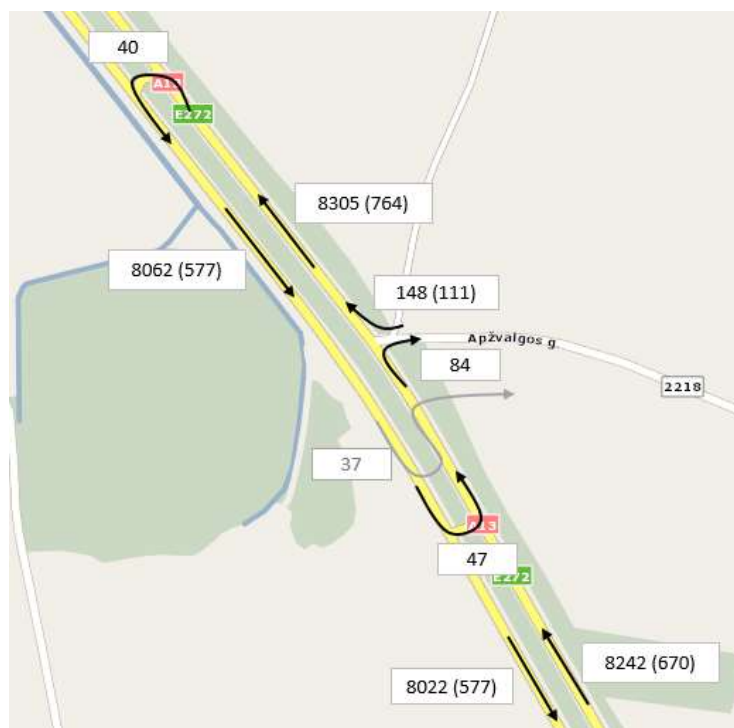 40
A13
E272
8305 (764)
8062 (577)
148 (111)
Apžvalgos g
84
2218
37
A13
47
E272
8242 (670)
8022 (577)